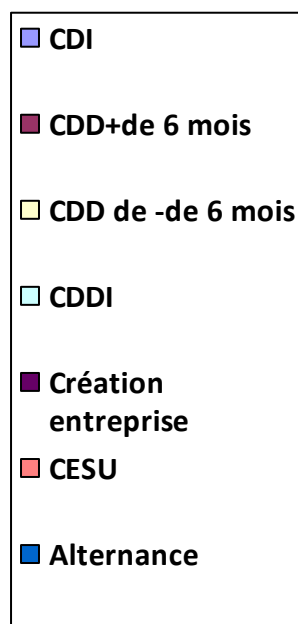 CDI
CDD+de 6 mois
CDD de -de 6 mois
CDDI
Création
entreprise
CESU
Alternance